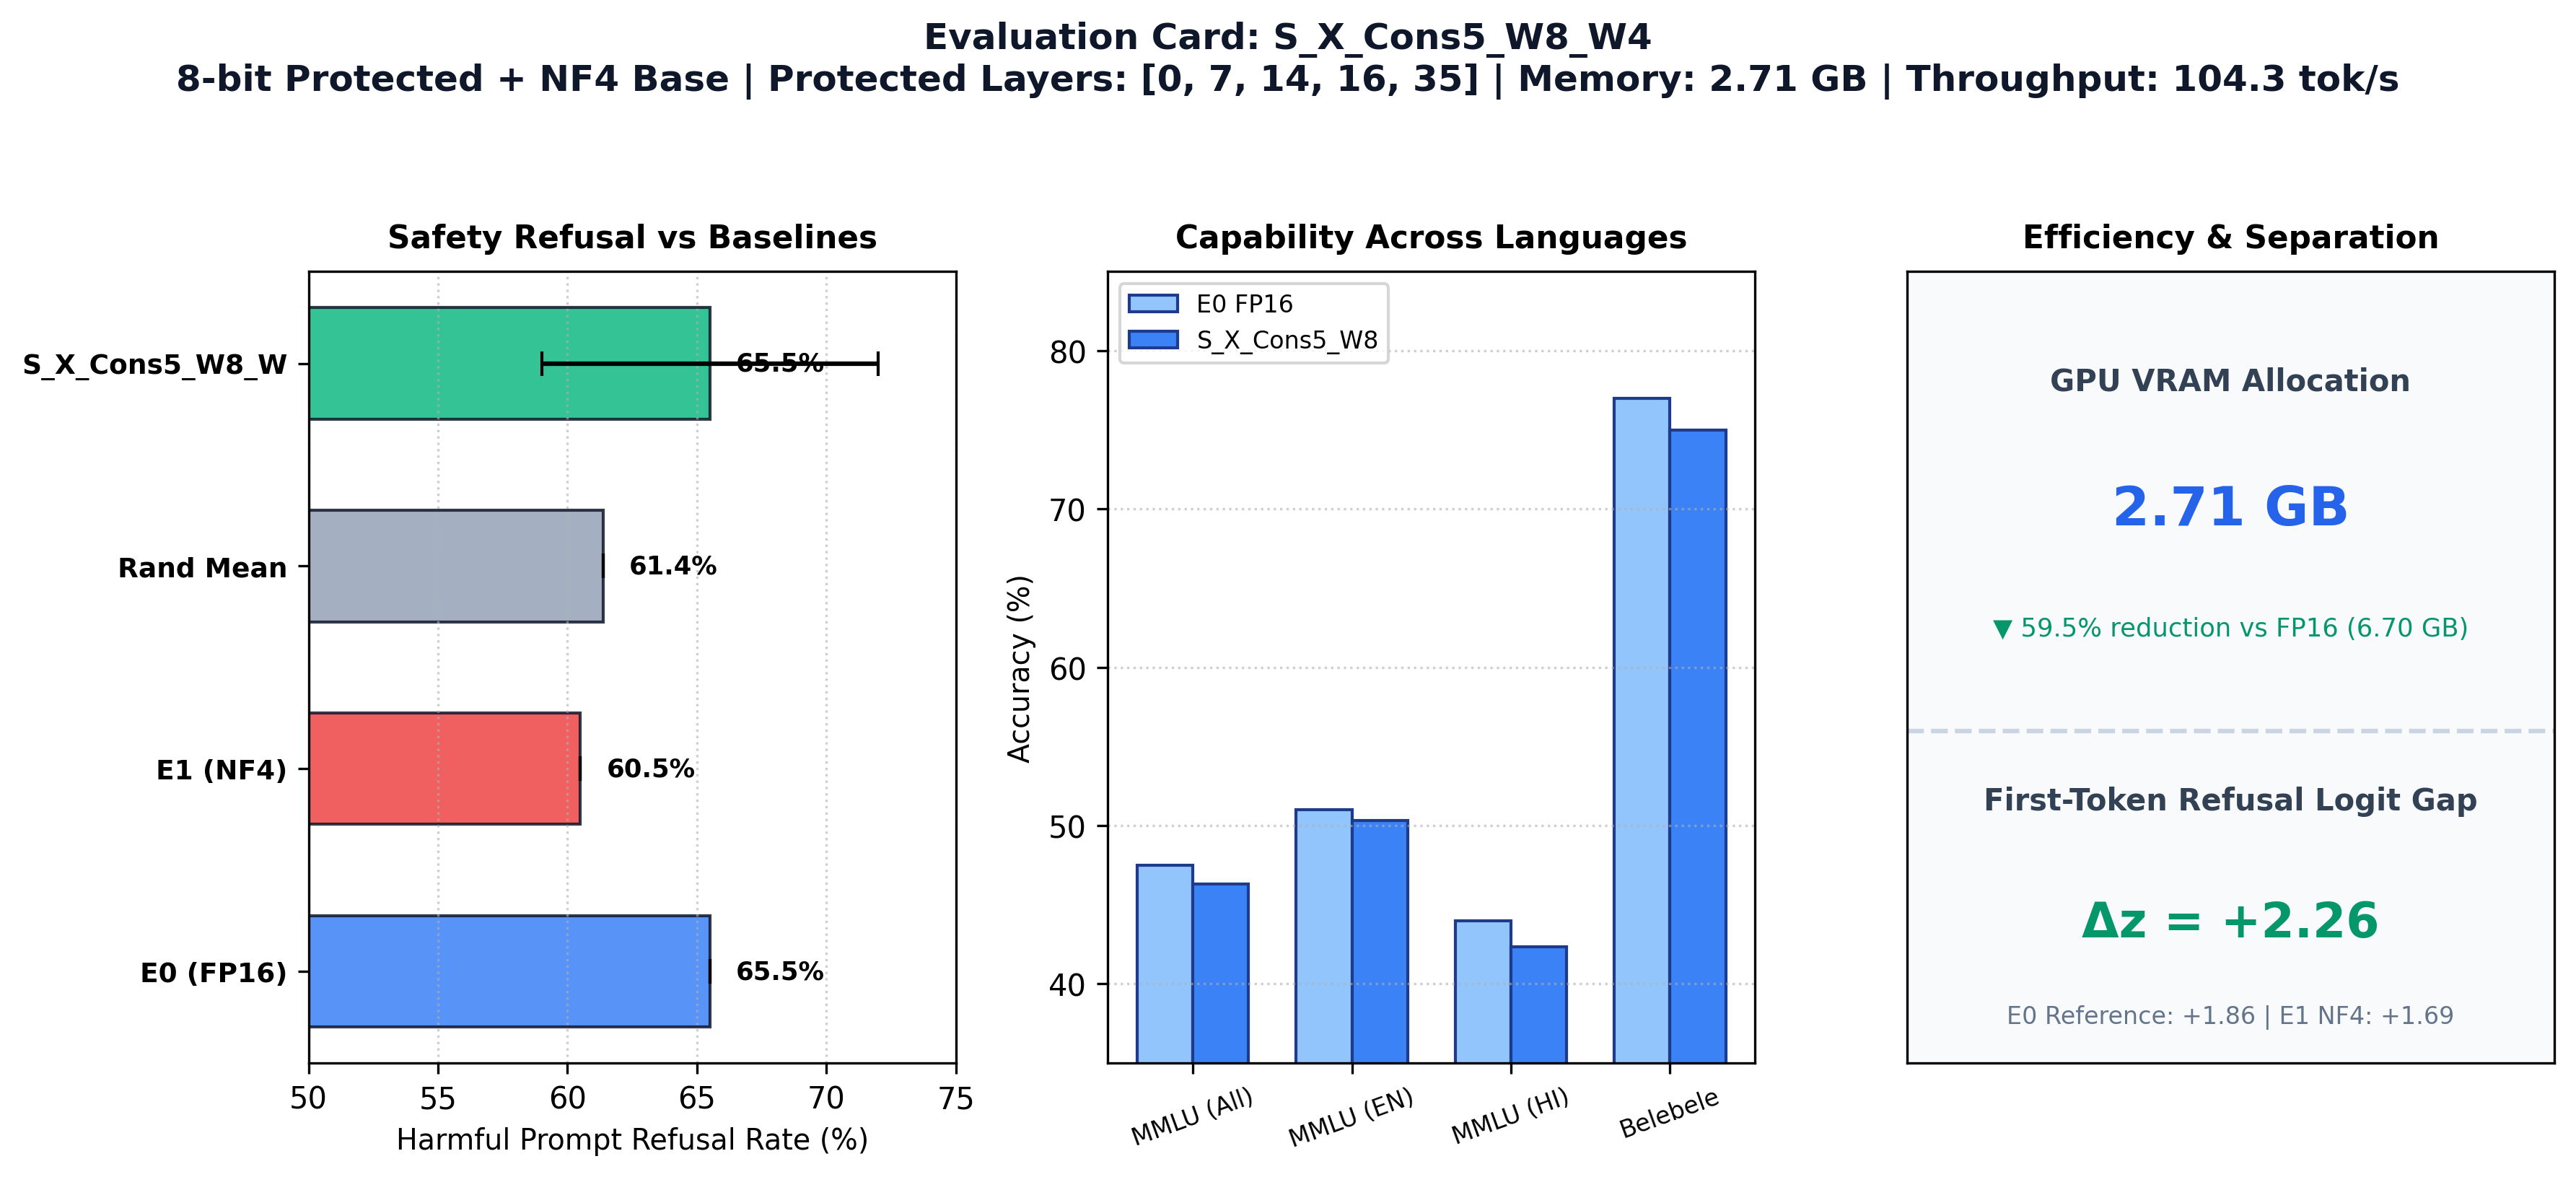 Evaluation Card: S_X_Cons5_W8_W4
8-bit Protected + NF4 Base | Protected Layers: [0, 7, 14, 16, 35] | Memory: 2.71 GB | Throughput: 104.3 tok/s
Safety Refusal vs Baselines
S_X_Cons5_W8_W
65.5%
Rand Mean
61.4%
E1 (NF4)
60.5%
E0 (FP16)
65.5%
50 55 60 65 70 75
Harmful Prompt Refusal Rate (%)
Capability Across Languages
E0 FP16
S_X_Cons5_W8
Accuracy (%)
80
70
60
50
40
MMLU (All) MMLU (EN) MMLU (HI) Belebele
Efficiency & Separation
GPU VRAM Allocation
2.71 GB
▼ 59.5% reduction vs FP16 (6.70 GB)
First-Token Refusal Logit Gap
Δz = +2.26
E0 Reference: +1.86 | E1 NF4: +1.69